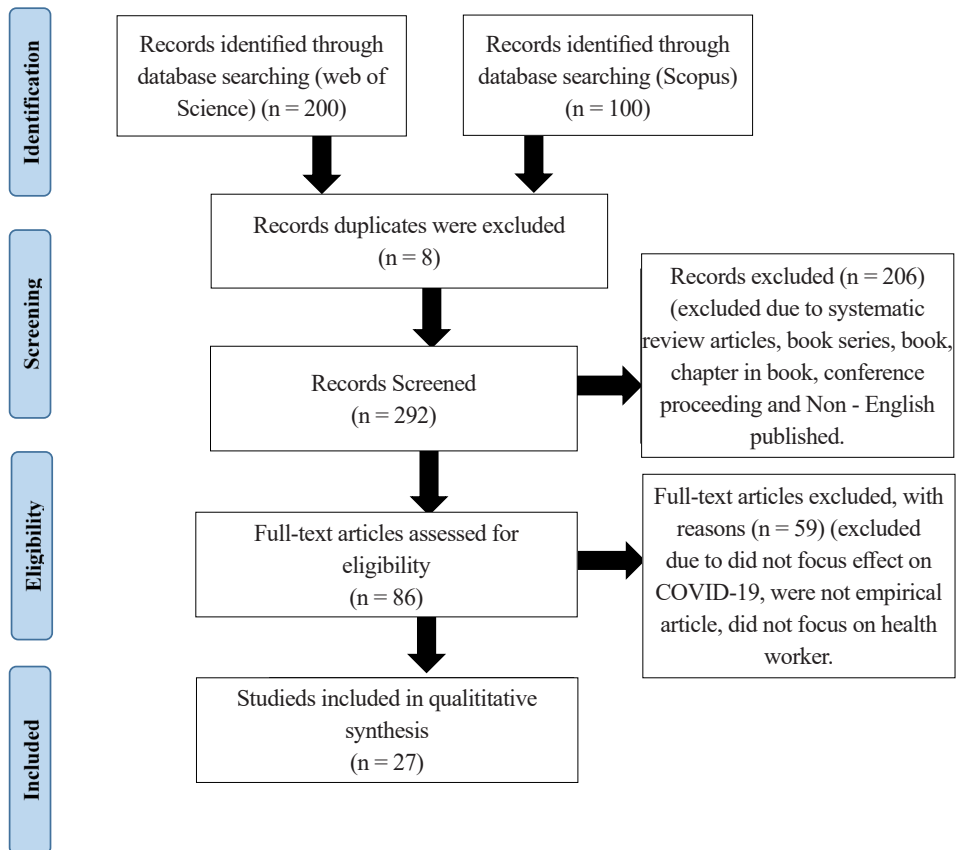 Identification
Records identified through
database searching (web of
Science) (n = 200)
Records identified through
database searching (Scopus)
(n = 100)
Records duplicates were excluded
(n = 8)
Screening
Records Screened
(n = 292)
Records excluded (n = 206)
(excluded due to systematic
review articles, book series, book,
chapter in book, conference
proceeding and Non - English
published.
Eligibility
Full-text articles assessed for
eligibility
(n = 86)
Full-text articles excluded, with
reasons (n = 59) (excluded
due to did not focus effect on
COVID-19, were not empirical
article, did not focus on health
worker.
Included
Studieds included in qualititative
synthesis
(n = 27)